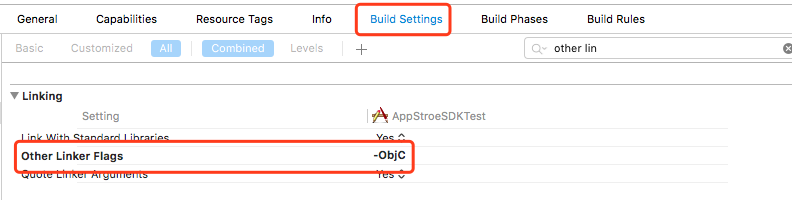 General Capabilities Resource Tags Info Build Settings Build Phases Build Rules
Basic Customized All Combined Levels + other lin
Linking
Setting AppStroeSDKTest
Link With Standard Libraries Yes
Other Linker Flags -ObjC
Quote Linker Arguments Yes